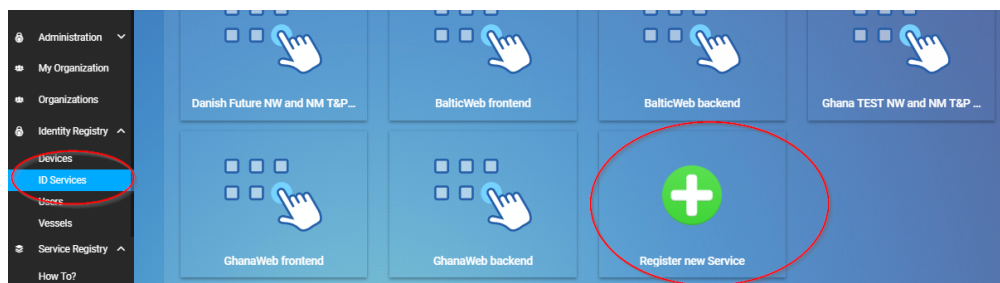 Administration
My Organization
Organizations
Identity Registry
Devices
ID Services
Users
Vessels
Service Registry
How To?
Danish Future NW and NM T&P...
BalticWeb frontend
BalticWeb backend
Ghana TEST NW and NM T&P ...
GhanaWeb frontend
GhanaWeb backend
Register new Service